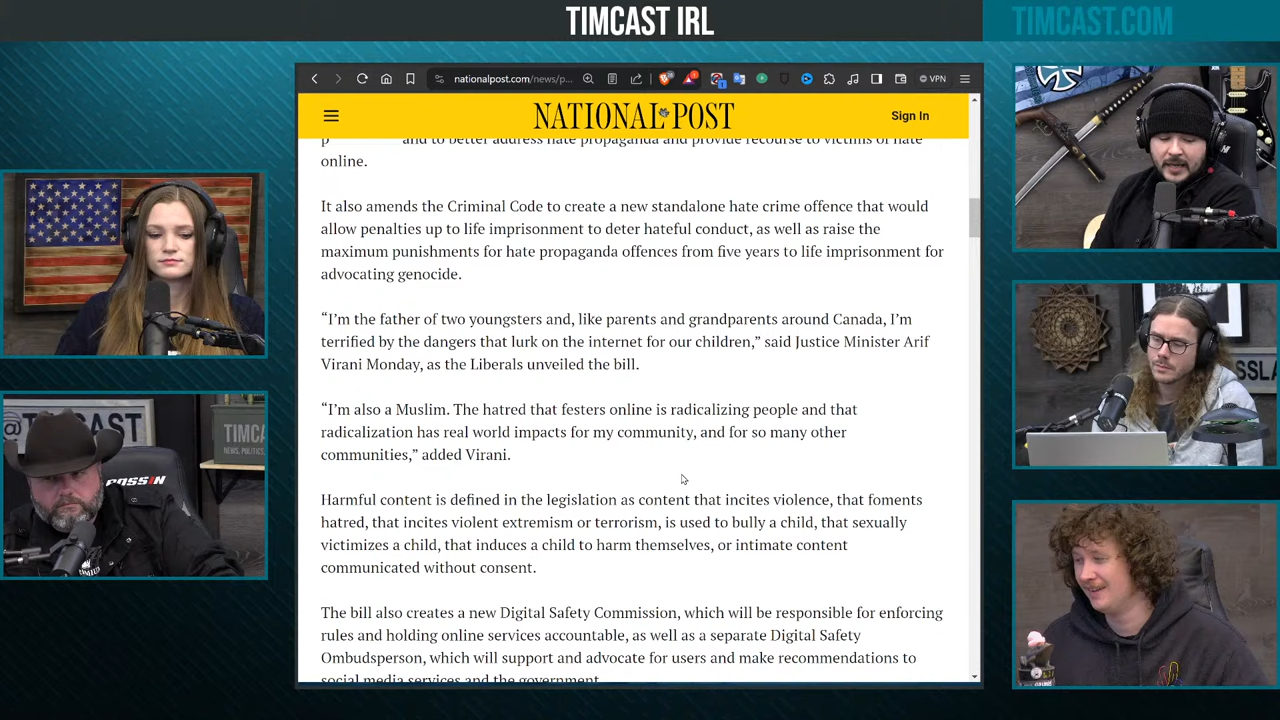 TIMCAST IRL
TIMCAST.COM
nationalpost.com/news/p...
VPN
NATIONAL POST
Sign In
and to better address hate propaganda and provide recourse to victims of hate
online.
It also amends the Criminal Code to create a new standalone hate crime offence that would
allow penalties up to life imprisonment to deter hateful conduct, as well as raise the
maximum punishments for hate propaganda offences from five years to life imprisonment for
advocating genocide.
“I’m the father of two youngsters and, like parents and grandparents around Canada, I’m
terrified by the dangers that lurk on the internet for our children,” said Justice Minister Arif
Virani Monday, as the Liberals unveiled the bill.
“I’m also a Muslim. The hatred that festers online is radicalizing people and that
radicalization has real world impacts for my community, and for so many other
communities,” added Virani.
Harmful content is defined in the legislation as content that incites violence, that foments
hatred, that incites violent extremism or terrorism, is used to bully a child, that sexually
victimizes a child, that induces a child to harm themselves, or intimate content
communicated without consent.
The bill also creates a new Digital Safety Commission, which will be responsible for enforcing
rules and holding online services accountable, as well as a separate Digital Safety
Ombudsperson, which will support and advocate for users and make recommendations to
social media services and the government.
@TIMCAST
TIMC